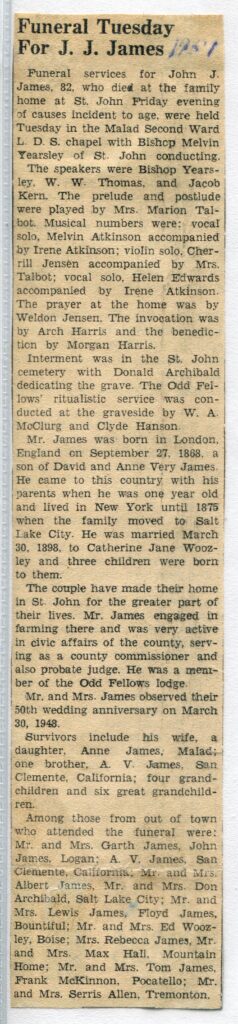 Funeral Tuesday
For J. J. James 1951
Funeral services for John J.
James, 82, who died at the family
home at St. John Friday evening
of causes incident to age, were held
Tuesday in the Malad Second Ward
L. D. S. chapel with Bishop Melvin
Yearsley of St. John conducting.
The speakers were Bishop Years-
ley, W. W. Thomas, and Jacob
Kern. The prelude and postlude
were played by Mrs. Marion Tal-
bot. Musical numbers were: vocal
solo, Melvin Atkinson accompanied
by Irene Atkinson; violin solo, Cher-
rill Jensen accompanied by Mrs.
Talbot; vocal solo, Helen Edwards
accompanied by Irene Atkinson.
The prayer at the home was by
Weldon Jensen. The invocation was
by Arch Harris and the benedic-
tion by Morgan Harris.
Interment was in the St. John
cemetery with Donald Archibald
dedicating the grave. The Odd Fel-
lows' ritualistic service was con-
ducted at the graveside by W. A.
McClurg and Clyde Hanson.
Mr. James was born in London,
England on September 27, 1868, a
son of David and Anne Very James.
He came to this country with his
parents when he was one year old
and lived in New York until 1875
when the family moved to Salt
Lake City. He was married March
30, 1898, to Catherine Jane Wooz-
ley and three children were born
to them.
The couple have made their home
in St. John for the greater part of
their lives. Mr. James engaged in
farming there and was very active
in civic affairs of the county, serv-
ing as a county commissioner and
also probate judge. He was a mem-
ber of the Odd Fellows lodge.
Mr. and Mrs. James observed their
50th wedding anniversary on March
30, 1948.
Survivors include his wife, a
daughter, Anne James, Malad;
one brother, A. V. James, San
Clemente, California; four grand-
children and six great grandchild-
ren.
Among those from out of town
who attended the funeral were:
Mr. and Mrs. Garth James, John
James, Logan; A. V. James, San
Clemente, California; Mr. and Mrs.
Albert James, Mr. and Mrs. Don
Archibald, Salt Lake City; Mr. and
Mrs. Lewis James, Floyd James,
Bountiful; Mr. and Mrs. Ed Wooz-
ley, Boise; Mrs. Rebecca James, Mr.
and Mrs. Max Hall, Mountain
Home; Mr. and Mrs. Tom James,
Frank McKinnon, Pocatello; Mr.
and Mrs. Serris Allen, Tremonton.